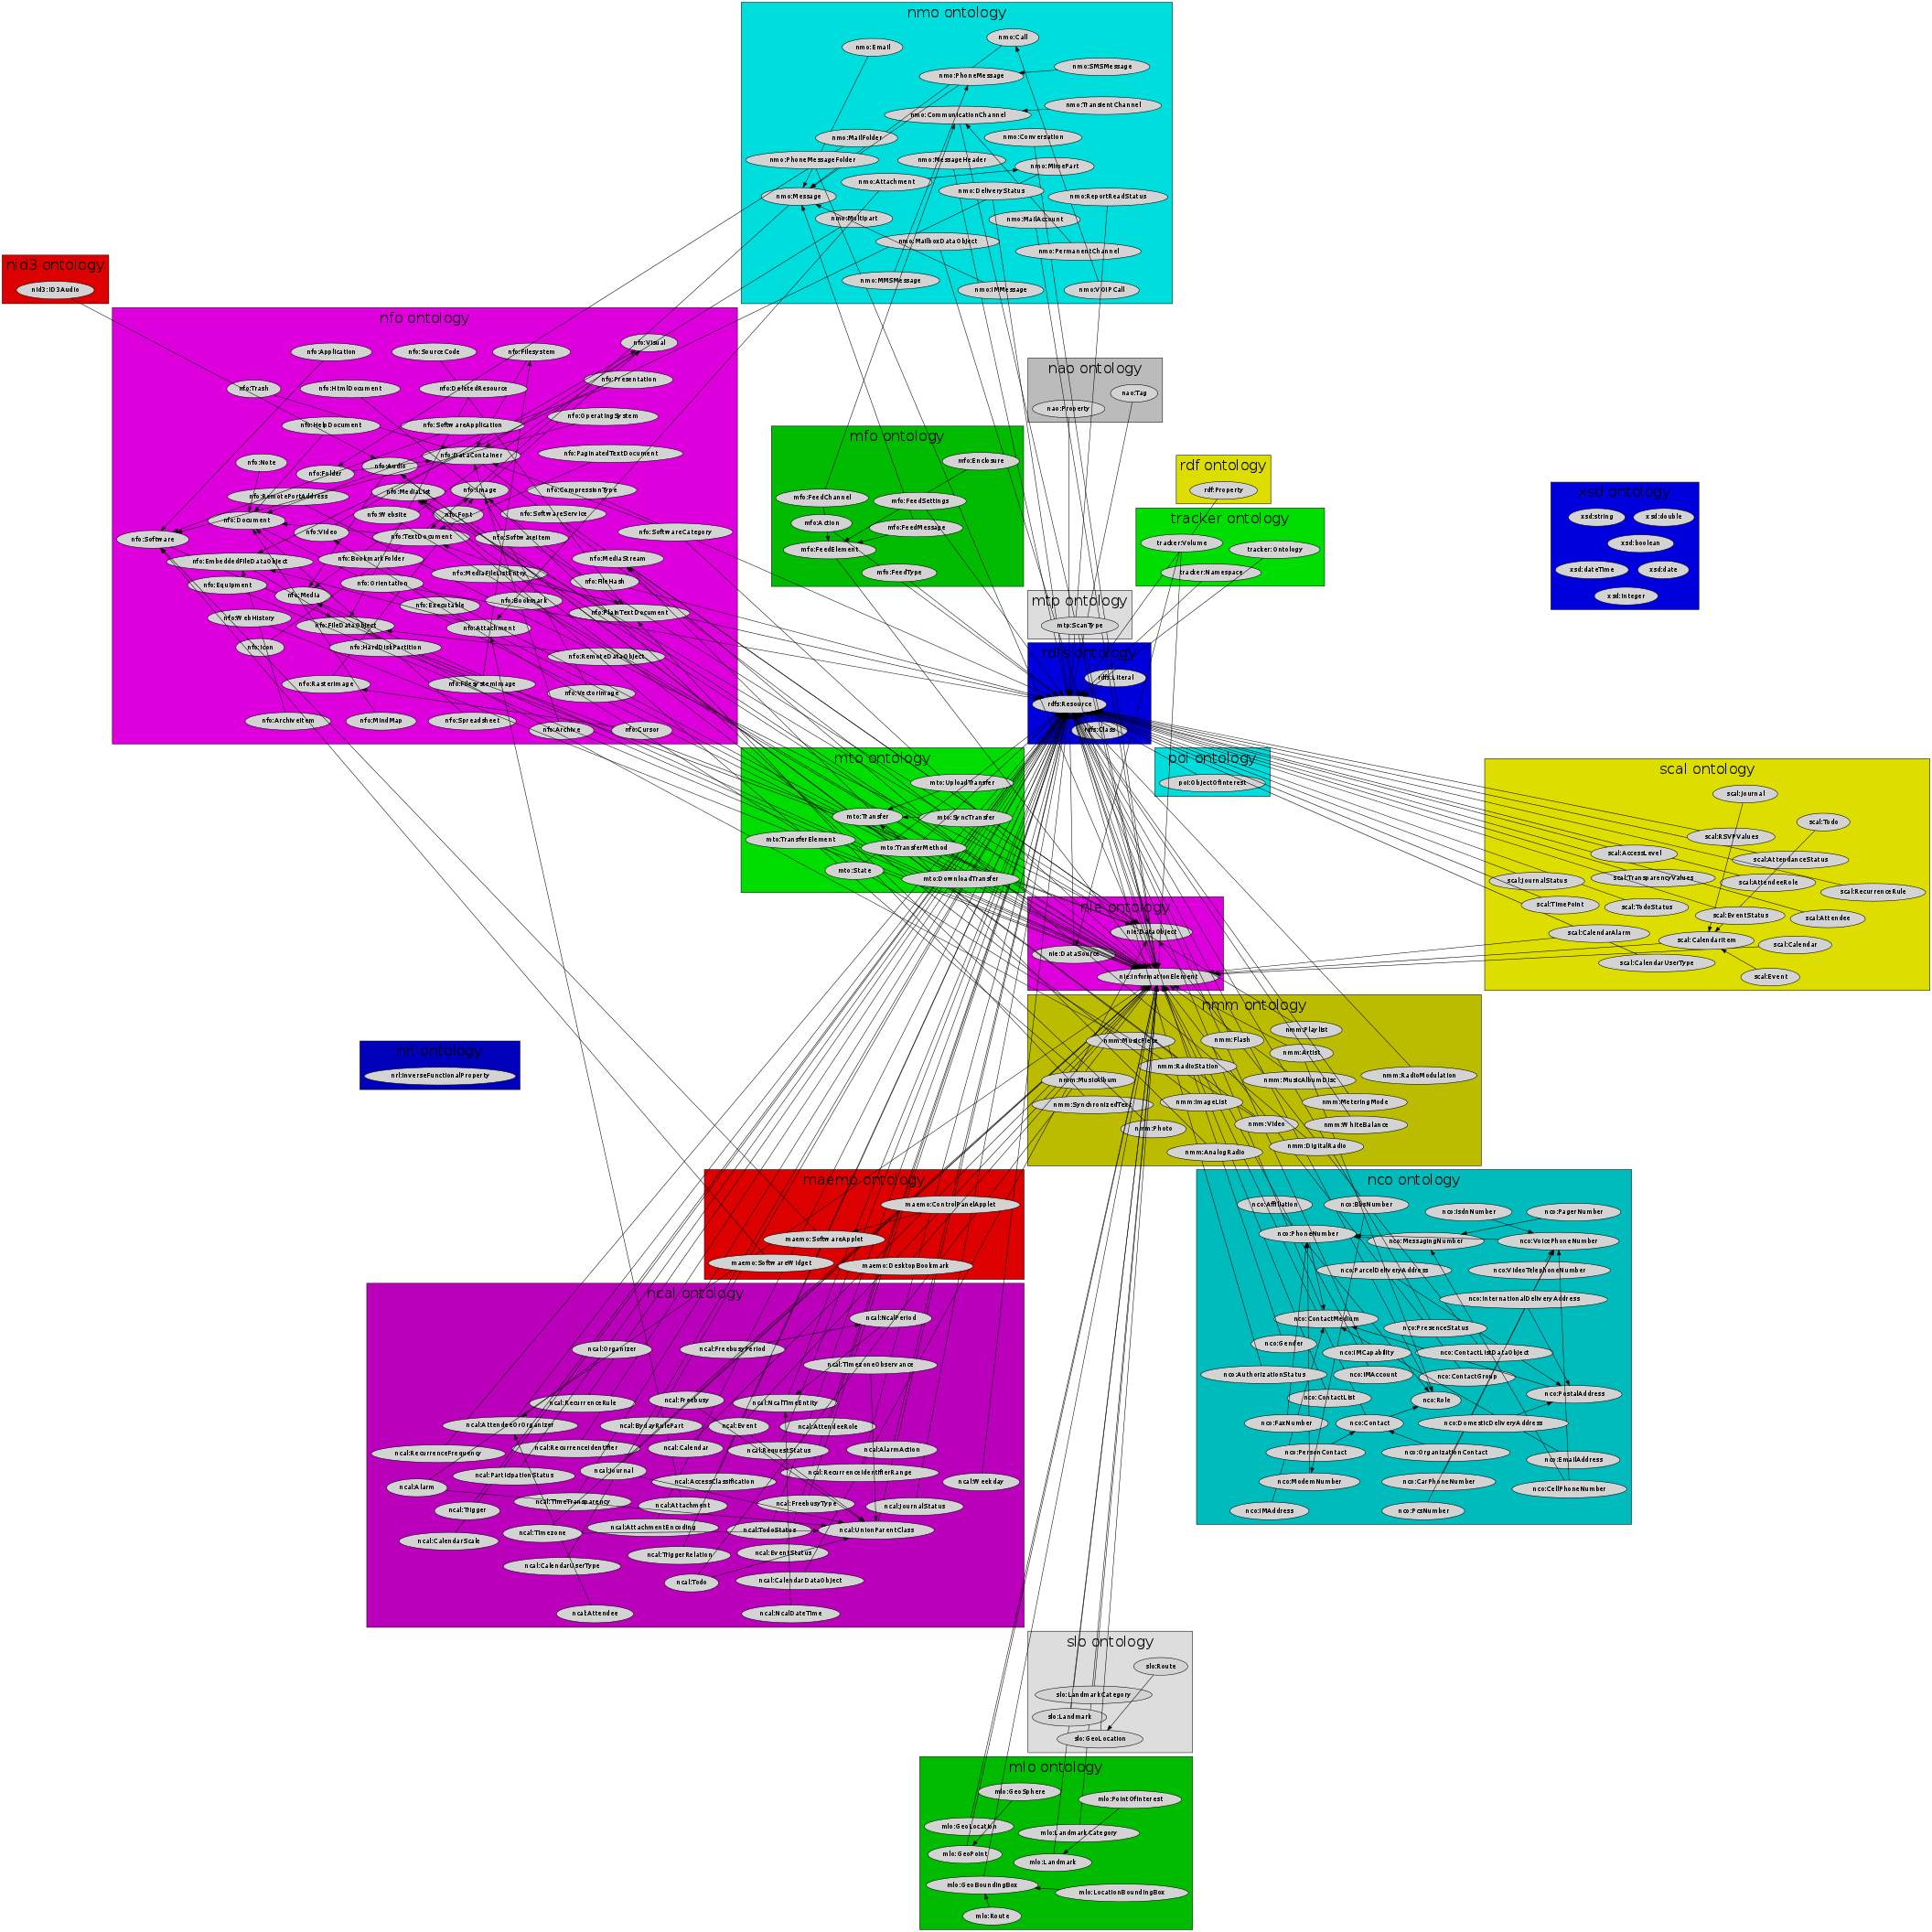 nmo ontology
nmo:Call
nmo:Email
nmo:SMSMessage
nmo:PhoneMessage
nmo:TransientChannel
nmo:CommunicationChannel
nmo:MailFolder
nmo:Conversation
nmo:PhoneMessageFolder
nmo:MessageHeader
nmo:MimePart
nmo:Attachment
nmo:DeliveryStatus
nmo:Message
nmo:ReportReadStatus
nmo:Multipart
nmo:MailAccount
nmo:MailboxDataObject
nmo:PermanentChannel
nmo:MMSMessage
nmo:IMMessage
nmo:VOIPCall
nid3 ontology
nid3:ID3Audio
nfo ontology
nfo:Visual
nfo:Application
nfo:SourceCode
nfo:Filesystem
nfo:Presentation
nfo:Trash
nfo:HtmlDocument
nfo:DeletedResource
nfo:OperatingSystem
nfo:HelpDocument
nfo:SoftwareApplication
nfo:PaginatedTextDocument
nfo:DataContainer
nfo:Note
nfo:Audio
nfo:Folder
nfo:MediaList
nfo:Image
nfo:CompressionType
nfo:RemotePortAddress
nfo:Website
nfo:Font
nfo:SoftwareService
nfo:Document
nfo:Video
nfo:SoftwareCategory
nfo:Software
nfo:TextDocument
nfo:SoftwareItem
nfo:EmbeddedFileDataObject
nfo:BookmarkFolder
nfo:MediaStream
nfo:MediaFileListEntry
nfo:Equipment
nfo:Orientation
nfo:FileHash
nfo:Media
nfo:Executable
nfo:Bookmark
nfo:PlainTextDocument
nfo:WebHistory
nfo:FileDataObject
nfo:Attachment
nfo:Icon
nfo:HardDiskPartition
nfo:RemoteDataObject
nfo:RasterImage
nfo:FilesystemImage
nfo:VectorImage
nfo:ArchiveItem
nfo:MindMap
nfo:Spreadsheet
nfo:Archive
nfo:Cursor
nao ontology
nao:Tag
nao:Property
mfo ontology
mfo:Enclosure
mfo:FeedChannel
mfo:FeedSettings
mfo:Action
mfo:FeedMessage
mfo:FeedElement
mfo:FeedType
rdf ontology
rdf:Property
tracker ontology
tracker:Volume
tracker:Ontology
tracker:Namespace
xsd ontology
xsd:string
xsd:double
xsd:boolean
xsd:dateTime
xsd:date
xsd:integer
mtp ontology
mtp:ScanType
rdfs ontology
rdfs:Literal
rdfs:Resource
rdfs:Class
mto ontology
mto:UploadTransfer
mto:Transfer
mto:SyncTransfer
mto:TransferElement
mto:TransferMethod
mto:State
mto:DownloadTransfer
poi ontology
poi:ObjectOfInterest
scal ontology
scal:Journal
scal:Todo
scal:RSVPValues
scal:AccessLevel
scal:AttendanceStatus
scal:JournalStatus
scal:TransparencyValues
scal:AttendeeRole
scal:RecurrenceRule
scal:TimePoint
scal:TodoStatus
scal:EventStatus
scal:Attendee
scal:CalendarAlarm
scal:CalendarItem
scal:Calendar
scal:CalendarUserType
scal:Event
nie ontology
nie:DataObject
nie:DataSource
nie:InformationElement
nmm ontology
nmm:Playlist
nmm:MusicPiece
nmm:Flash
nmm:Artist
nmm:RadioStation
nmm:RadioModulation
nmm:MusicAlbum
nmm:MusicAlbumDisc
nmm:SynchronizedText
nmm:ImageList
nmm:MeteringMode
nmm:Photo
nmm:Video
nmm:WhiteBalance
nmm:AnalogRadio
nmm:DigitalRadio
nrl ontology
nrl:InverseFunctionalProperty
maemo ontology
maemo:ControlPanelApplet
maemo:SoftwareApplet
maemo:SoftwareWidget
maemo:DesktopBookmark
nco ontology
nco:Affiliation
nco:BbsNumber
nco:IsdnNumber
nco:PagerNumber
nco:PhoneNumber
nco:MessagingNumber
nco:VoicePhoneNumber
nco:ParcelDeliveryAddress
nco:VideoTelephoneNumber
nco:InternationalDeliveryAddress
nco:ContactMedium
nco:PresenceStatus
nco:Gender
nco:IMCapability
nco:ContactListDataObject
nco:AuthorizationStatus
nco:IMAccount
nco:ContactGroup
nco:ContactList
nco:Role
nco:PostalAddress
nco:FaxNumber
nco:Contact
nco:DomesticDeliveryAddress
nco:PersonContact
nco:OrganizationContact
nco:EmailAddress
nco:ModemNumber
nco:CarPhoneNumber
nco:CellPhoneNumber
nco:IMAddress
nco:PcsNumber
ncal ontology
ncal:NcalPeriod
ncal:Organizer
ncal:FreebusyPeriod
ncal:TimezoneObservance
ncal:RecurrenceRule
ncal:Freebusy
ncal:NcalTimeEntity
ncal:AttendeeOrOrganizer
ncal:BydayRulePart
ncal:Event
ncal:AttendeeRole
ncal:RecurrenceFrequency
ncal:RecurrenceIdentifier
ncal:Calendar
ncal:RequestStatus
ncal:AlarmAction
ncal:ParticipationStatus
ncal:Journal
ncal:RecurrenceIdentifierRange
ncal:Alarm
ncal:AccessClassification
ncal:Weekday
ncal:Trigger
ncal:TimeTransparency
ncal:Attachment
ncal:FreebusyType
ncal:JournalStatus
ncal:CalendarScale
ncal:Timezone
ncal:AttachmentEncoding
ncal:TodoStatus
ncal:UnionParentClass
ncal:CalendarUserType
ncal:TriggerRelation
ncal:EventStatus
ncal:Todo
ncal:CalendarDataObject
ncal:Attendee
ncal:NcalDateTime
slo ontology
slo:Route
slo:LandmarkCategory
slo:Landmark
slo:GeoLocation
mlo ontology
mlo:GeoSphere
mlo:PointOfInterest
mlo:GeoLocation
mlo:LandmarkCategory
mlo:GeoPoint
mlo:Landmark
mlo:GeoBoundingBox
mlo:LocationBoundingBox
mlo:Route